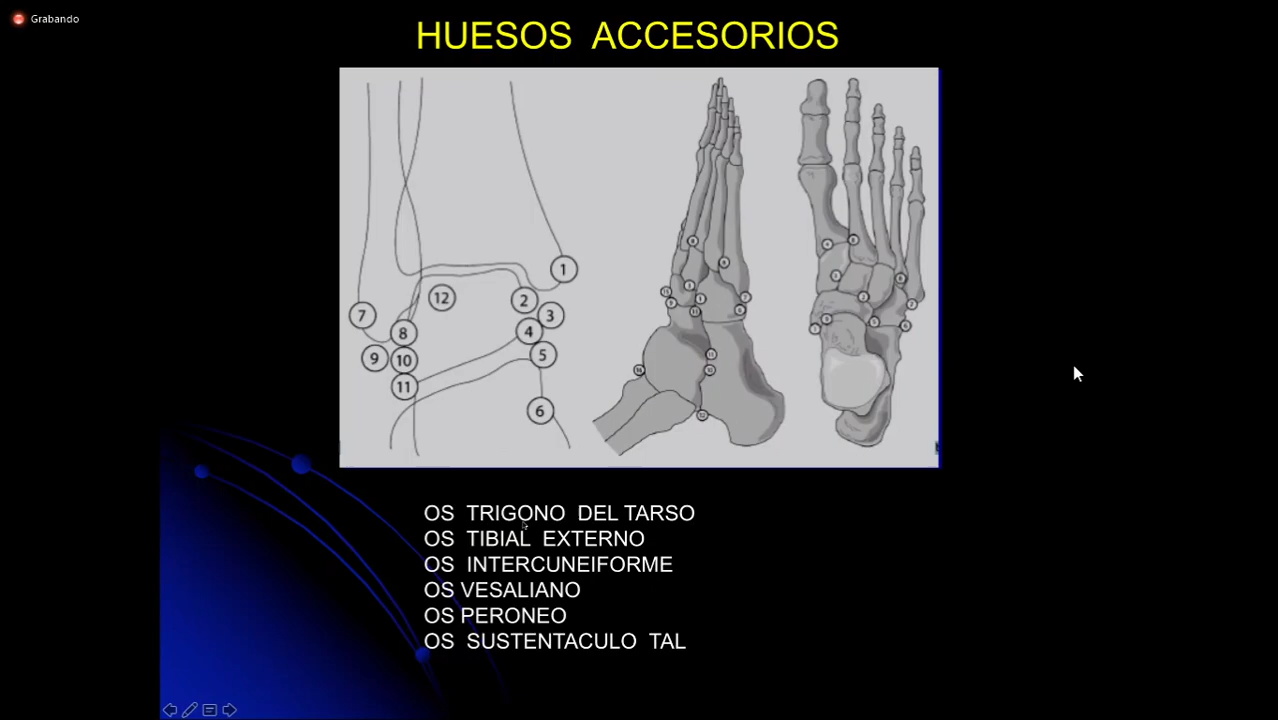 Grabando
HUESOS ACCESORIOS
1
12
2
3
7
8
4
9
10
5
11
6
OS TRIGONO DEL TARSO
OS TIBIAL EXTERNO
OS INTERCUNEIFORME
OS VESALIANO
OS PERONEO
OS SUSTENTACULO TAL